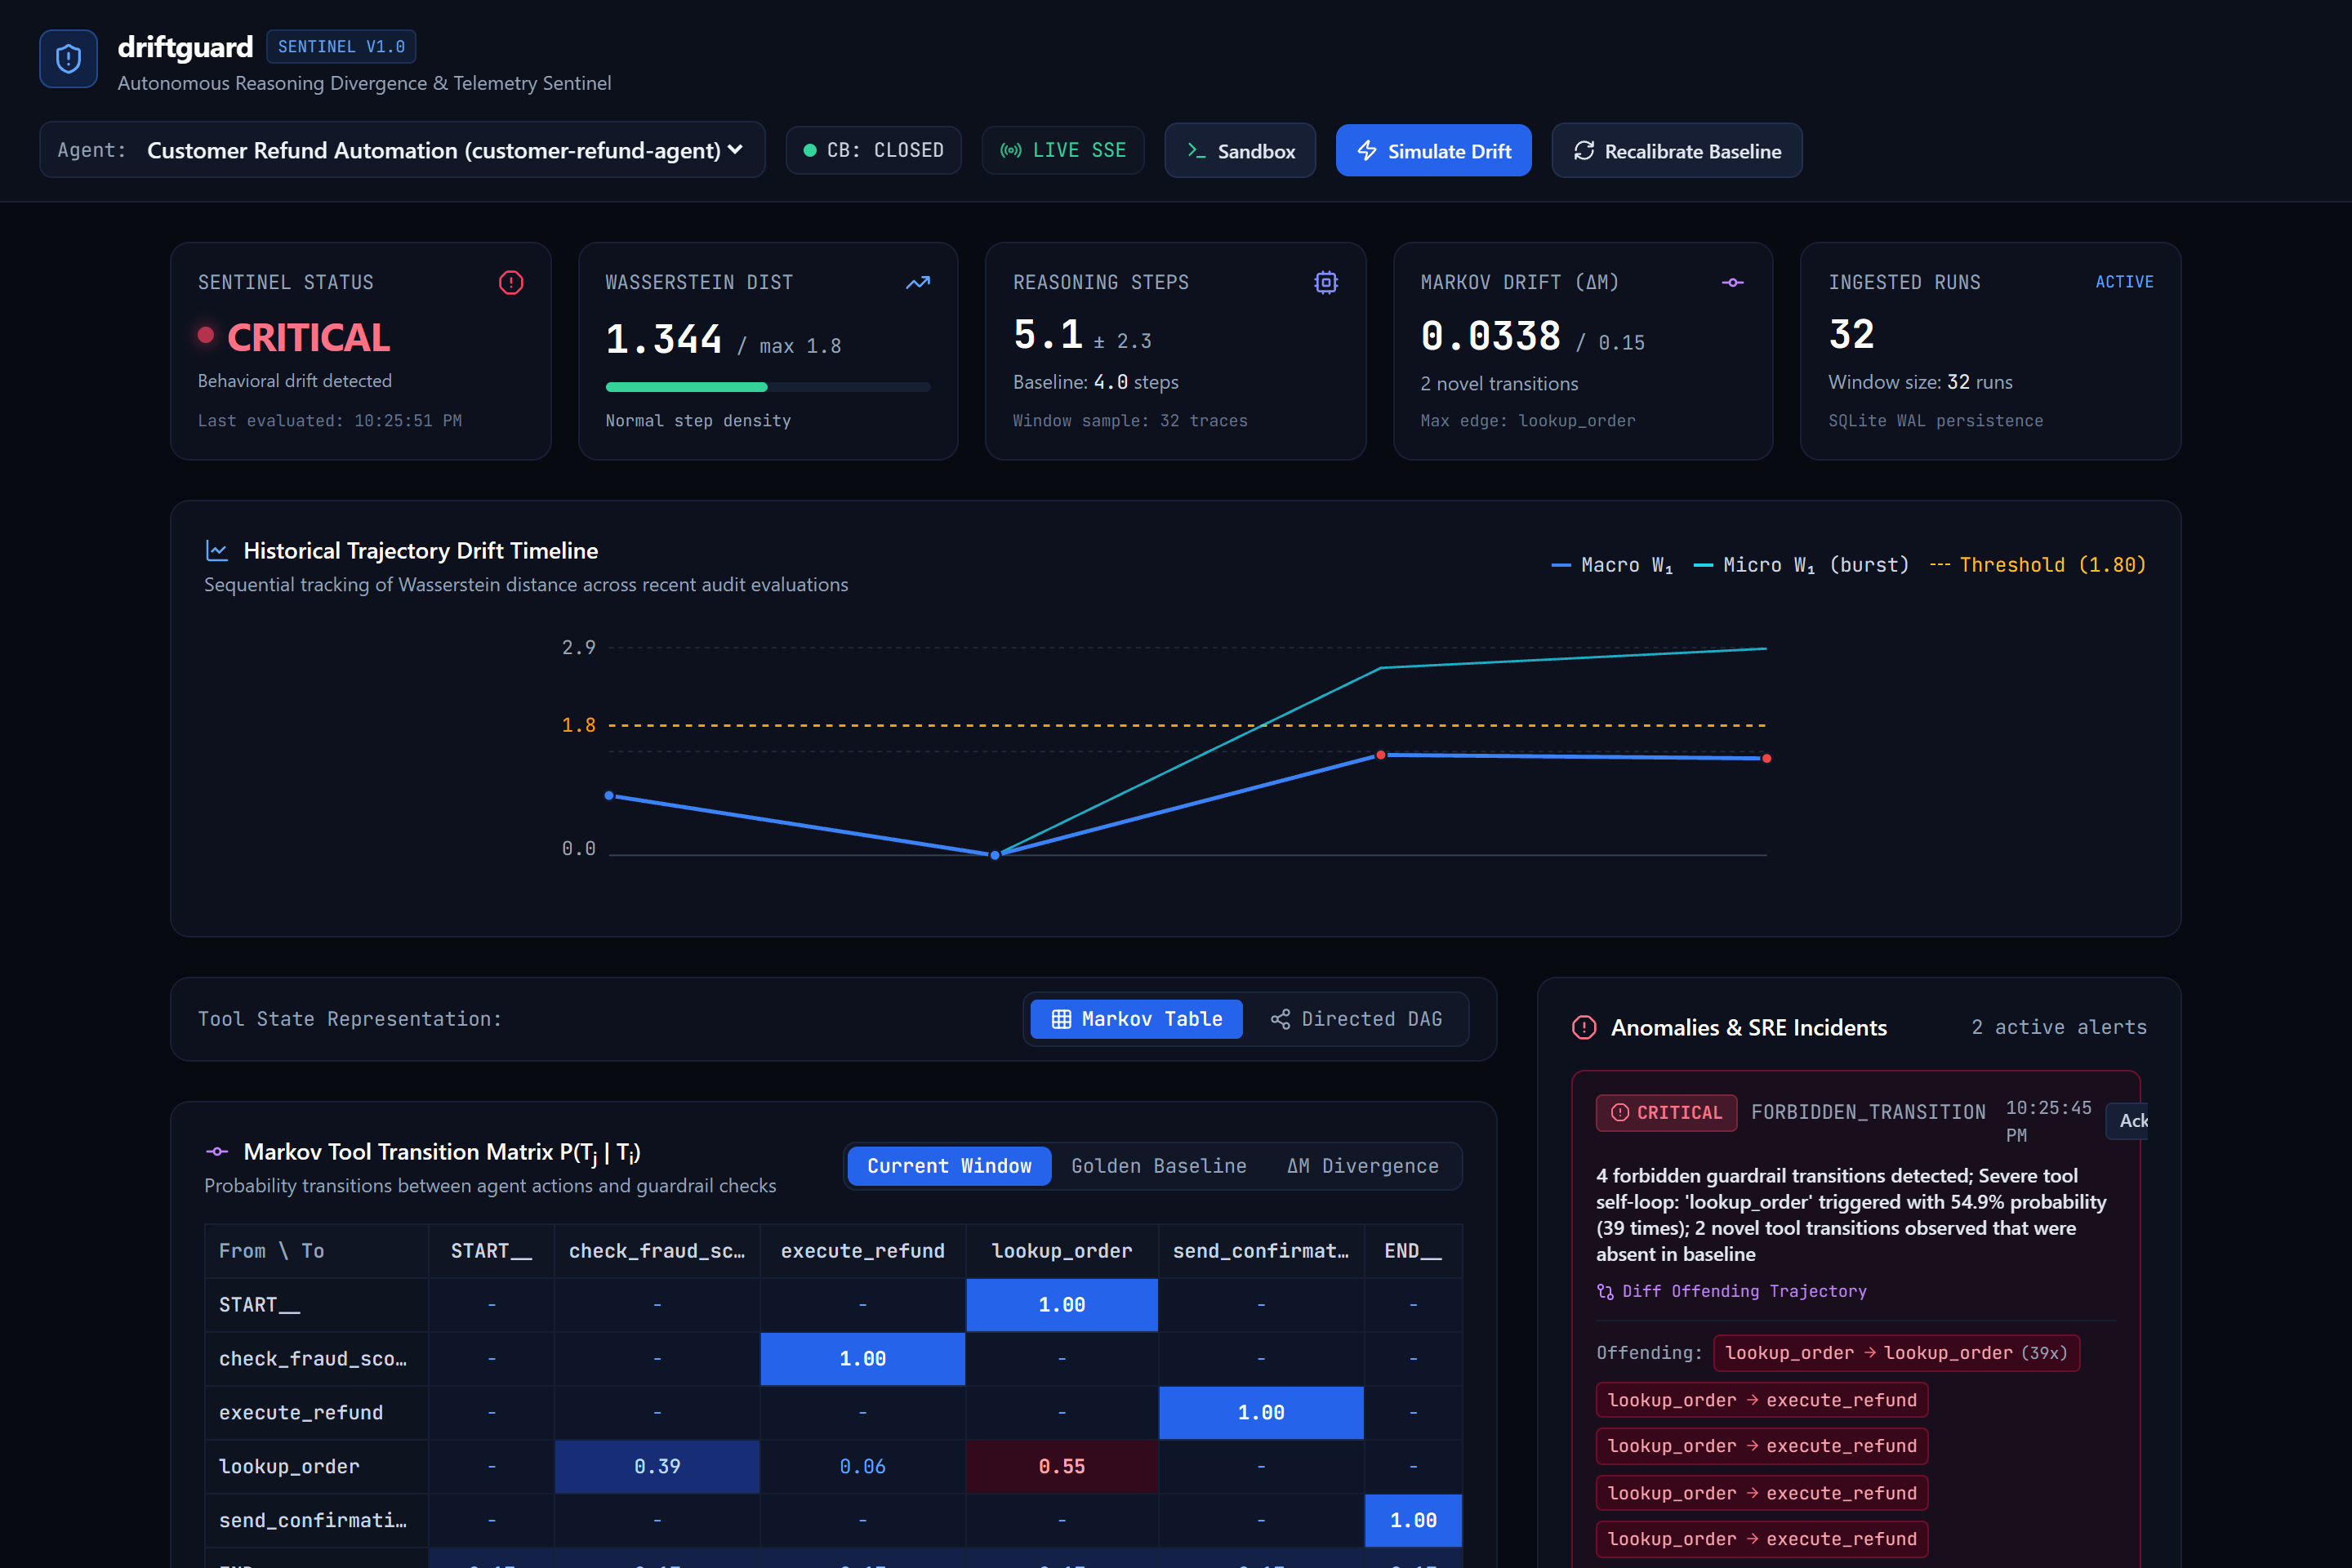 driftguard SENTINEL V1.0
Autonomous Reasoning Divergence & Telemetry Sentinel
Agent: Customer Refund Automation (customer-refund-agent) CB: CLOSED LIVE SSE Sandbox Simulate Drift Recalibrate Baseline
SENTINEL STATUS
CRITICAL
Behavioral drift detected
Last evaluated: 10:25:51 PM
WASSERSTEIN DIST
1.344 / max 1.8
Normal step density
REASONING STEPS
5.1 ± 2.3
Baseline: 4.0 steps
Window sample: 32 traces
MARKOV DRIFT (ΔM)
0.0338 / 0.15
2 novel transitions
Max edge: lookup_order
INGESTED RUNS ACTIVE
32
Window size: 32 runs
SQLite WAL persistence
Historical Trajectory Drift Timeline
Sequential tracking of Wasserstein distance across recent audit evaluations
Macro W₁ Micro W₁ (burst) --- Threshold (1.80)
2.9
1.8
0.0
Tool State Representation: Markov Table Directed DAG
Markov Tool Transition Matrix P(Tj | Ti)
Probability transitions between agent actions and guardrail checks
Current Window Golden Baseline ΔM Divergence
From \ To START__ check_fraud_sc… execute_refund lookup_order send_confirmat… END__
START__ - - - 1.00 - -
check_fraud_sco… - - 1.00 - - -
execute_refund - - - - 1.00 -
lookup_order - 0.39 0.06 0.55 - -
send_confirmati… - - - - - 1.00
Anomalies & SRE Incidents 2 active alerts
CRITICAL FORBIDDEN_TRANSITION 10:25:45 PM Ack
4 forbidden guardrail transitions detected; Severe tool
self-loop: 'lookup_order' triggered with 54.9% probability
(39 times); 2 novel tool transitions observed that were
absent in baseline
Diff Offending Trajectory
Offending: lookup_order → lookup_order (39x)
lookup_order → execute_refund
lookup_order → execute_refund
lookup_order → execute_refund
lookup_order → execute_refund